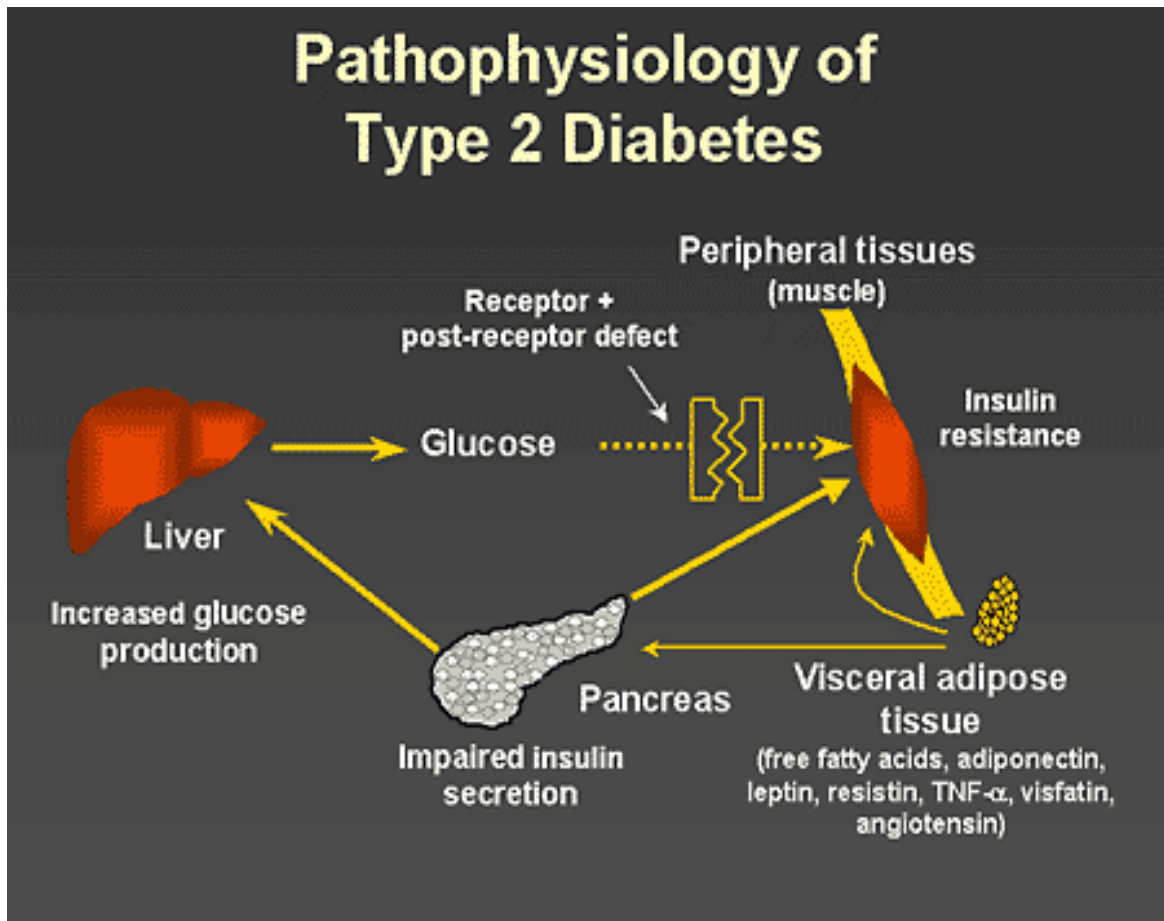 Pathophysiology of
Type 2 Diabetes
Peripheral tissues
(muscle)
Receptor +
post-receptor defect
Insulin
resistance
Glucose
Liver
Increased glucose
production
Pancreas
Impaired insulin
secretion
Visceral adipose
tissue
(free fatty acids, adiponectin,
leptin, resistin, TNF-α, visfatin,
angiotensin)